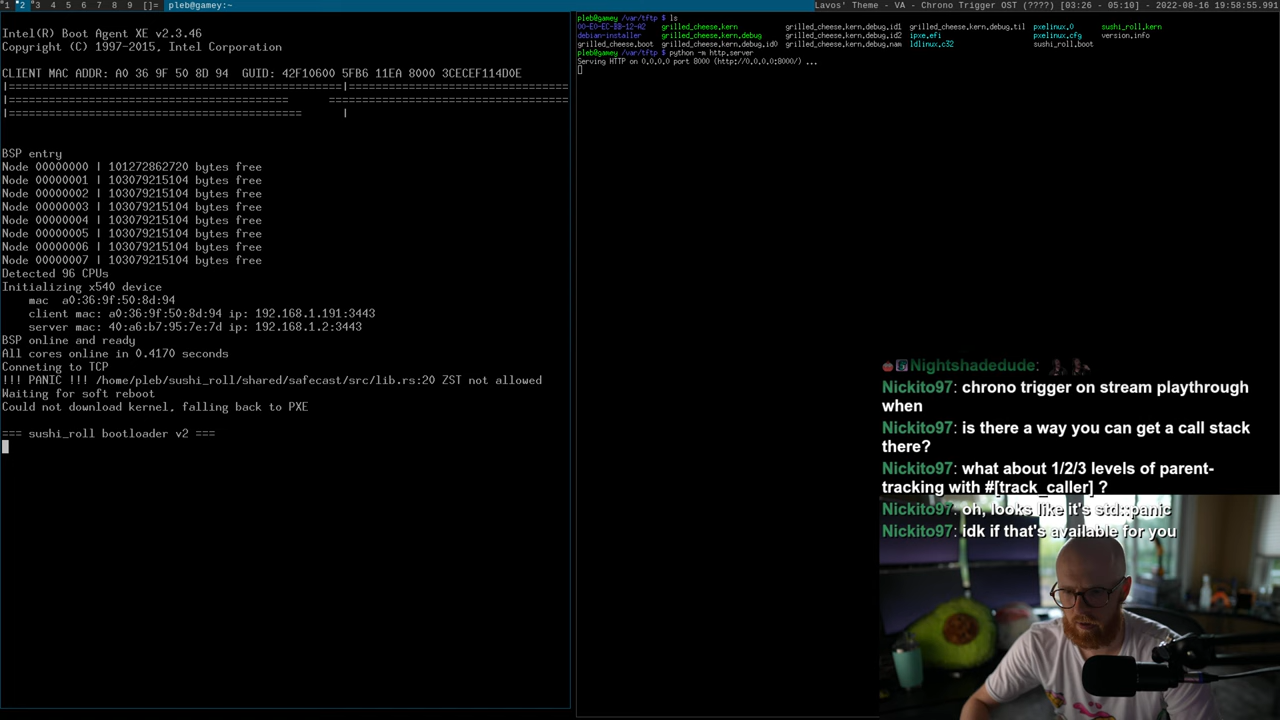 1 2 3 4 5 6 7 8 9 []= pleb@gamey:~
Lavos' Theme - VA - Chrono Trigger OST (????) [03:26 - 05:10] - 2022-08-16 19:58:55.991
Intel(R) Boot Agent XE v2.3.46
Copyright (C) 1997-2015, Intel Corporation
CLIENT MAC ADDR: A0 36 9F 50 8D 94  GUID: 42F10600 5FB6 11EA 8000 3CECEF114D0E
|==================================================|=================================
|==========================================      ====================================
|============================================      |
BSP entry
Node 00000000 | 101272862720 bytes free
Node 00000001 | 103079215104 bytes free
Node 00000002 | 103079215104 bytes free
Node 00000003 | 103079215104 bytes free
Node 00000004 | 103079215104 bytes free
Node 00000005 | 103079215104 bytes free
Node 00000006 | 103079215104 bytes free
Node 00000007 | 103079215104 bytes free
Detected 96 CPUs
Initializing x540 device
    mac  a0:36:9f:50:8d:94
    client mac: a0:36:9f:50:8d:94 ip: 192.168.1.191:3443
    server mac: 40:a6:b7:95:7e:7d ip: 192.168.1.2:3443
BSP online and ready
All cores online in 0.4170 seconds
Conneting to TCP
!!! PANIC !!! /home/pleb/sushi_roll/shared/safecast/src/lib.rs:20 ZST not allowed
Waiting for soft reboot
Could not download kernel, falling back to PXE
=== sushi_roll bootloader v2 ===
pleb@gamey /var/tftp $ ls
00-E0-EC-BB-12-A2  grilled_cheese.kern  grilled_cheese.kern.debug.id1  grilled_cheese.kern.debug.til  pxelinux.0  sushi_roll.kern
debian-installer  grilled_cheese.kern.debug  grilled_cheese.kern.debug.id2  ipxe.efi  pxelinux.cfg  version.info
grilled_cheese.boot  grilled_cheese.kern.debug.id0  grilled_cheese.kern.debug.nam  ldlinux.c32  sushi_roll.boot
pleb@gamey /var/tftp $ python -m http.server
Serving HTTP on 0.0.0.0 port 8000 (http://0.0.0.0:8000/) ...
Nightshadedude:
Nickito97: chrono trigger on stream playthrough
when
Nickito97: is there a way you can get a call stack
there?
Nickito97: what about 1/2/3 levels of parent-
tracking with #[track_caller] ?
Nickito97: oh, looks like it's std::panic
Nickito97: idk if that's available for you